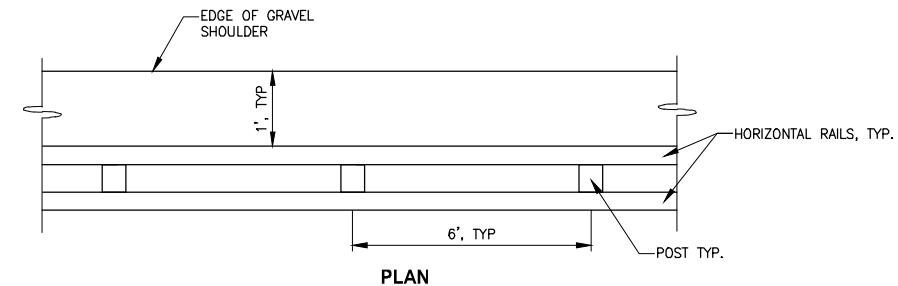 EDGE OF GRAVEL
SHOULDER
1', TYP
HORIZONTAL RAILS, TYP.
6', TYP
POST TYP.
PLAN